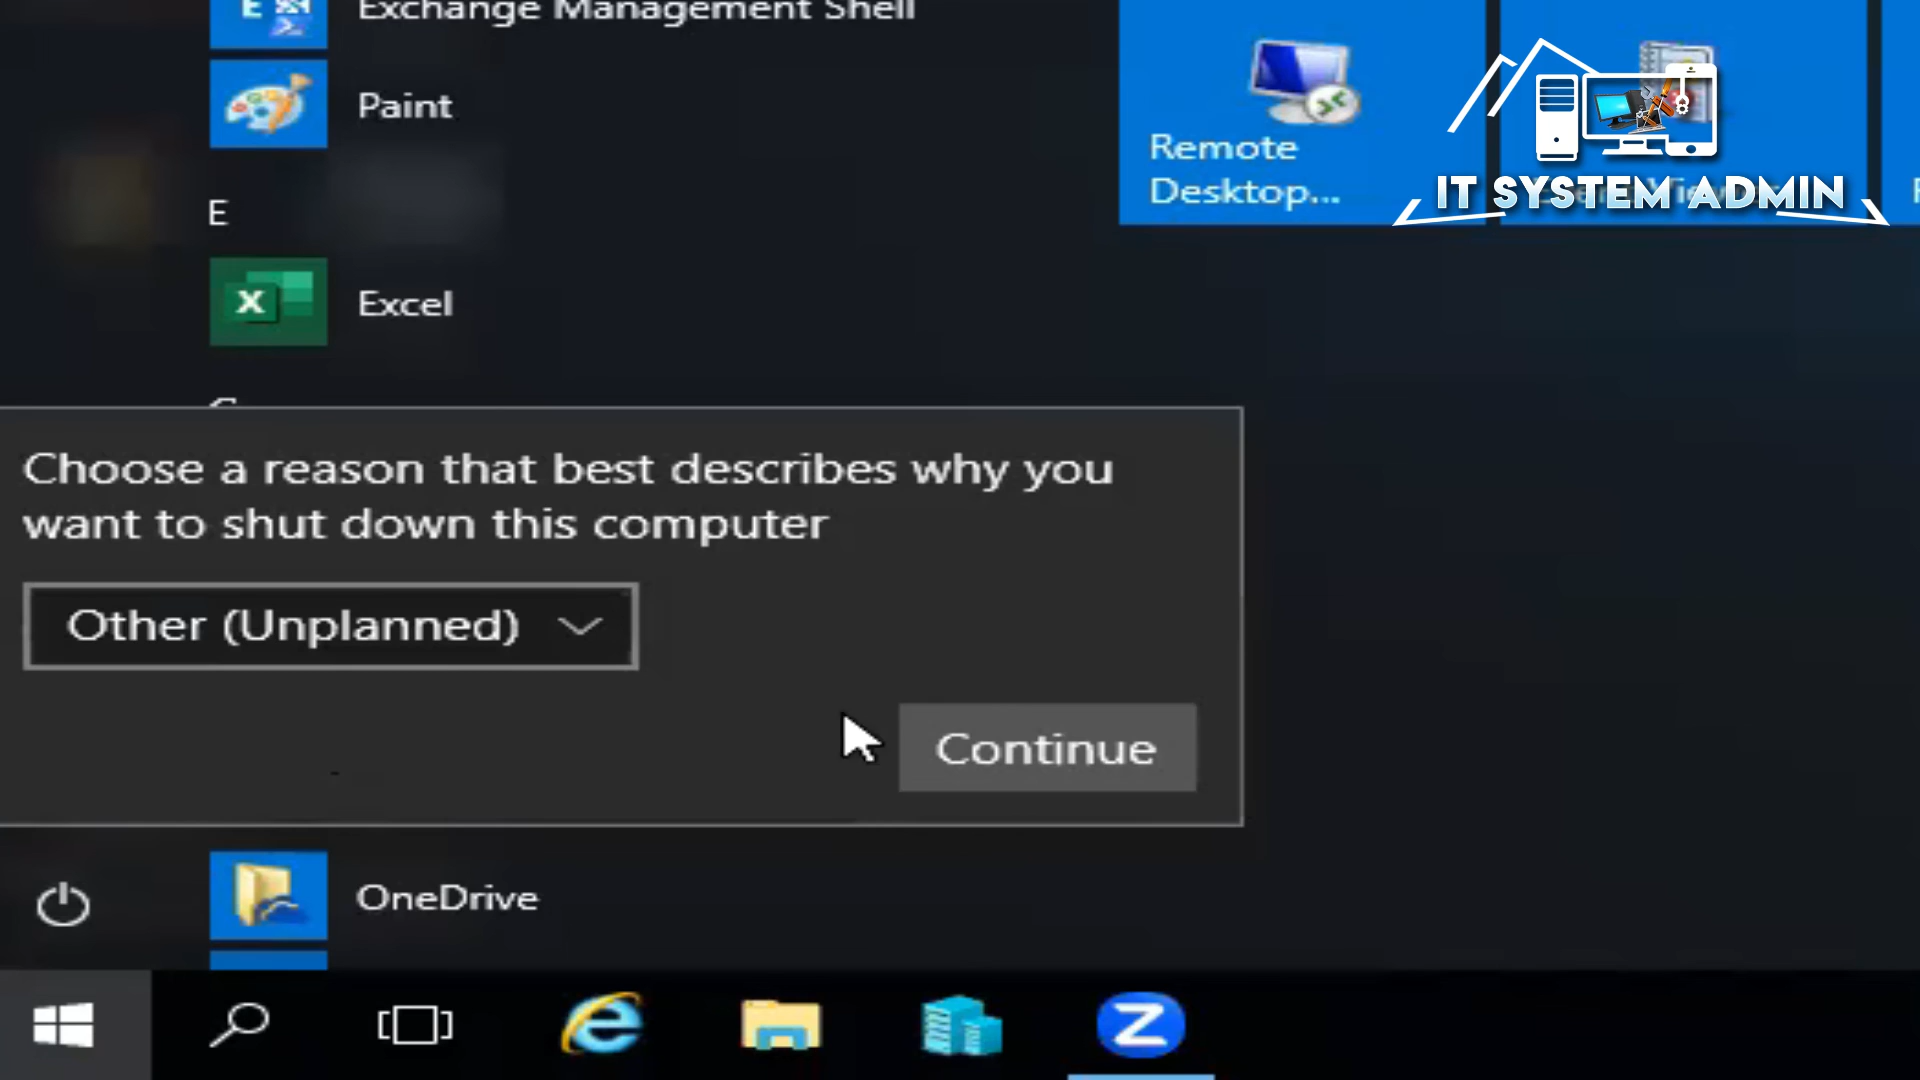 Exchange Management Shell
Paint
E
Excel
Remote
Desktop...
IT SYSTEM ADMIN
Choose a reason that best describes why you
want to shut down this computer
Other (Unplanned)
Continue
OneDrive